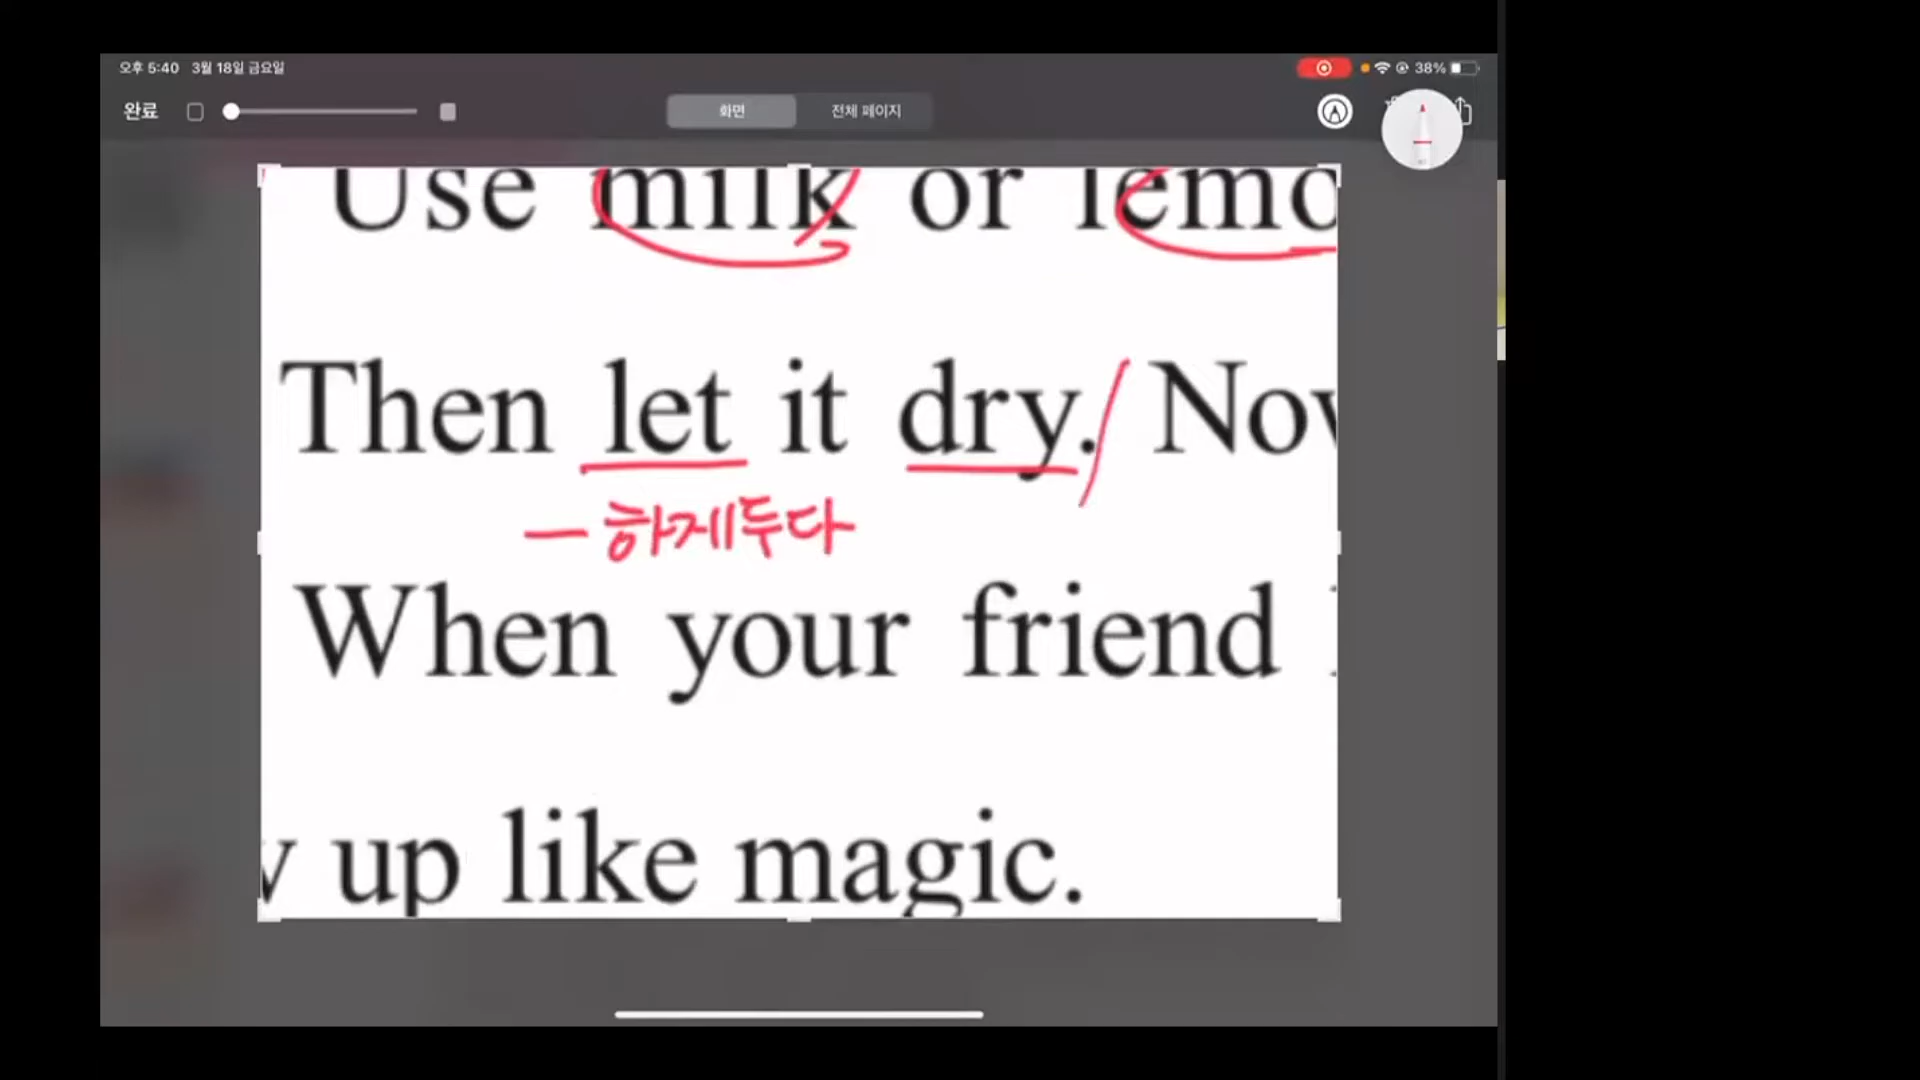 오후 5:40 3월 18일 금요일
38%
완료
화면
전체 페이지
Use milk or lemo
Then let it dry. Now
– 하게두다
When your friend
up like magic.